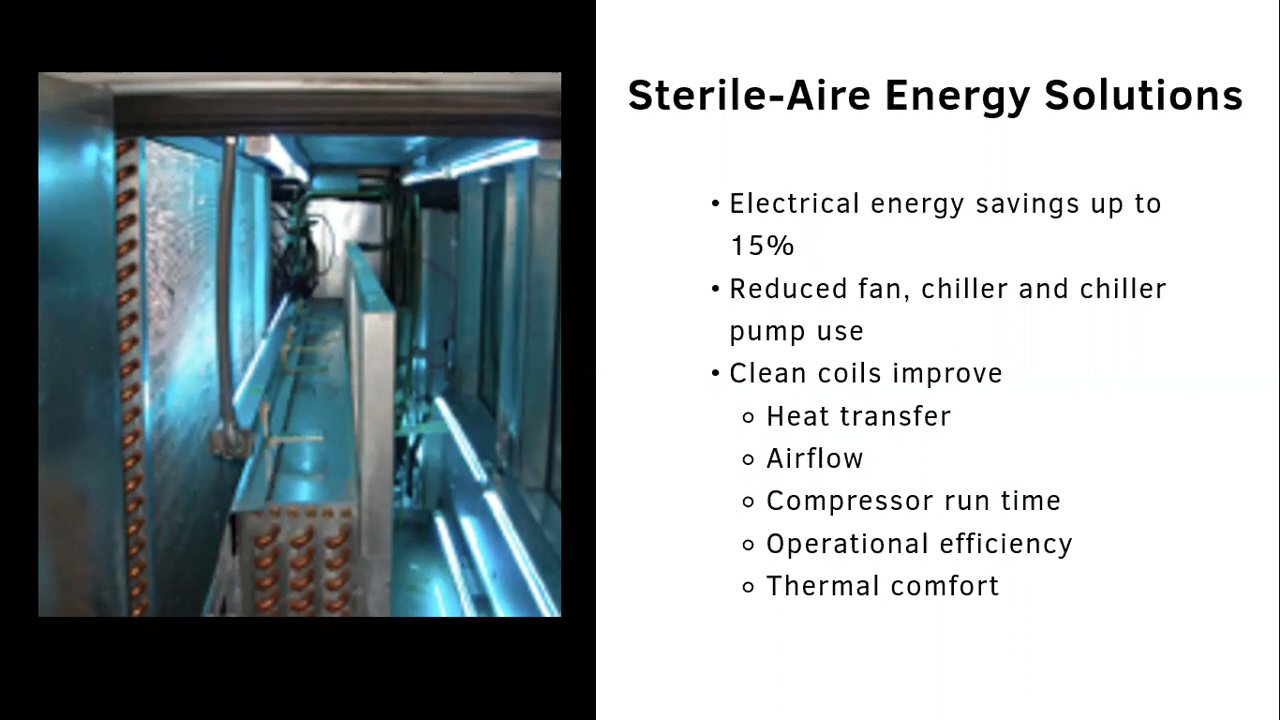 Sterile-Aire Energy Solutions
• Electrical energy savings up to
15%
• Reduced fan, chiller and chiller
pump use
• Clean coils improve
○ Heat transfer
○ Airflow
○ Compressor run time
○ Operational efficiency
○ Thermal comfort